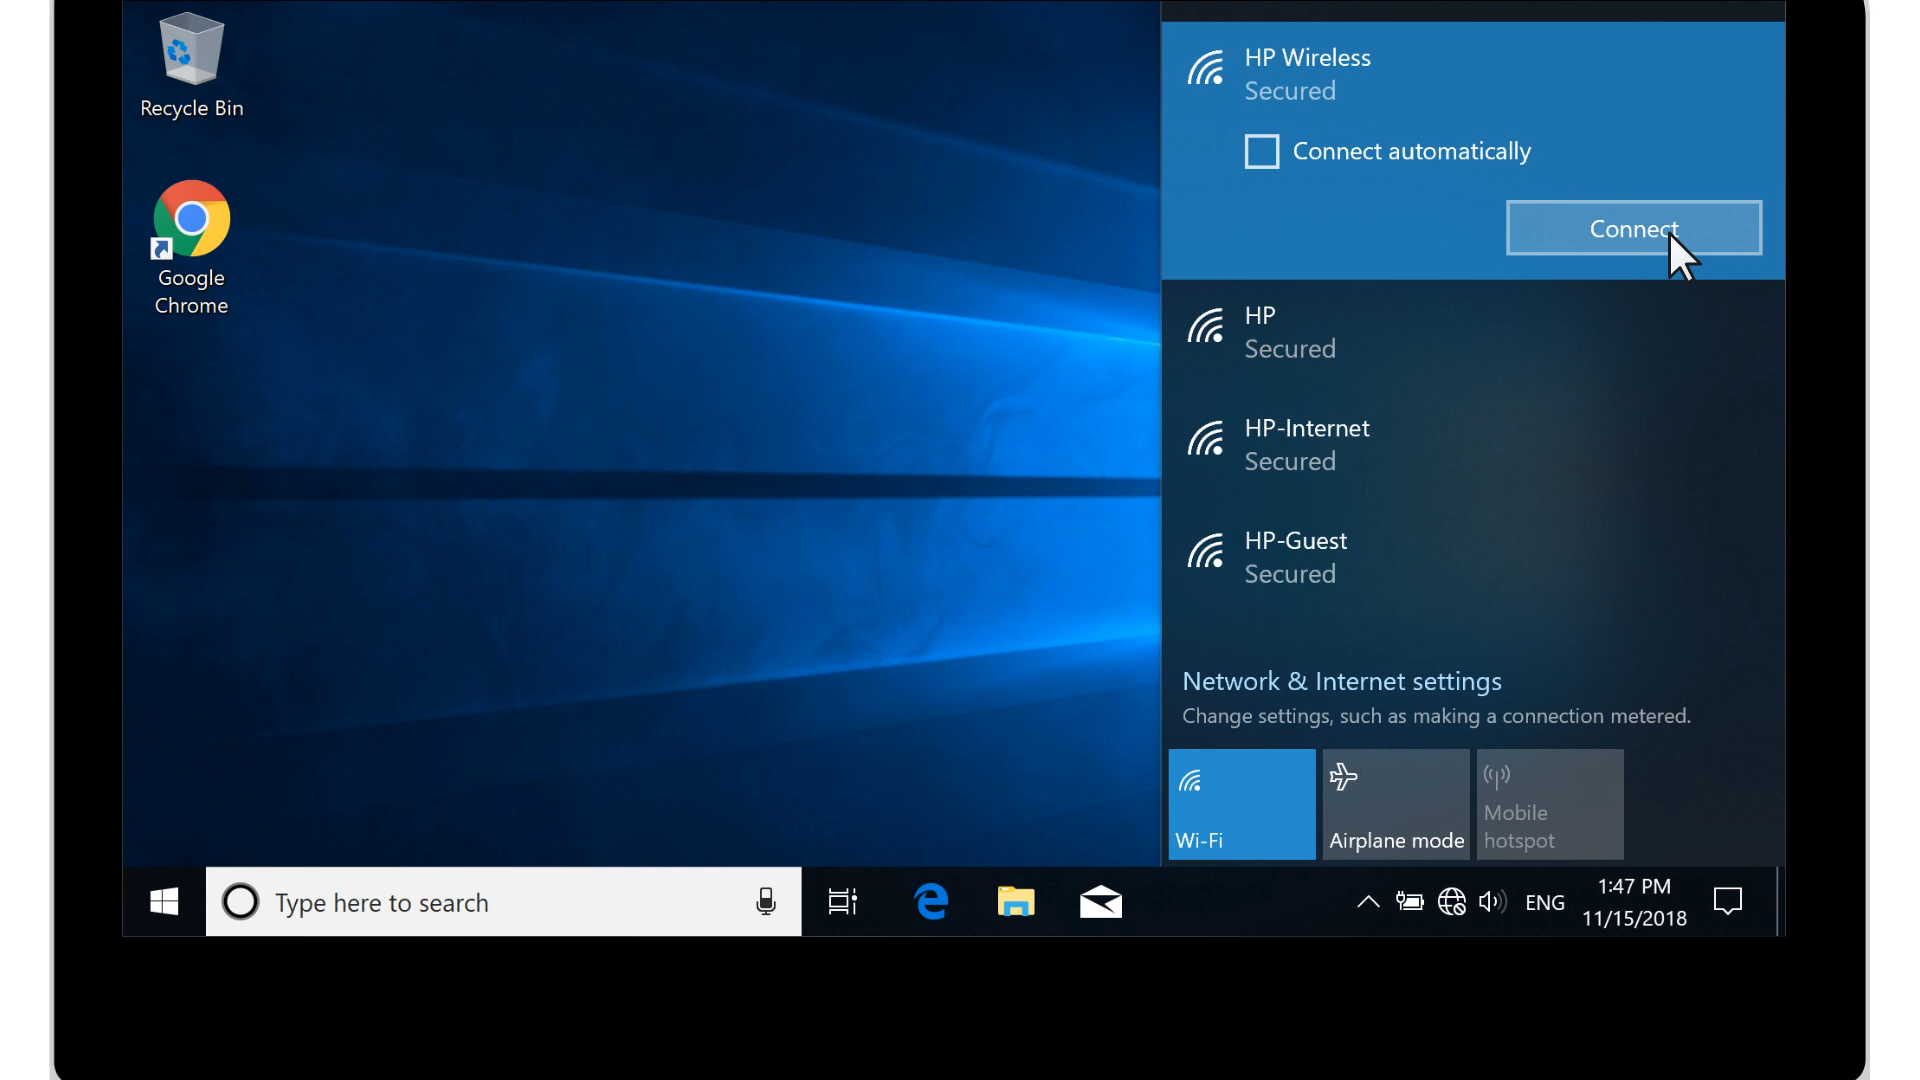 Recycle Bin
Google
Chrome
HP Wireless
Secured
Connect automatically
Connect
HP
Secured
HP-Internet
Secured
HP-Guest
Secured
Network & Internet settings
Change settings, such as making a connection metered.
Wi-Fi
Airplane mode
Mobile
hotspot
Type here to search
ENG
1:47 PM
11/15/2018